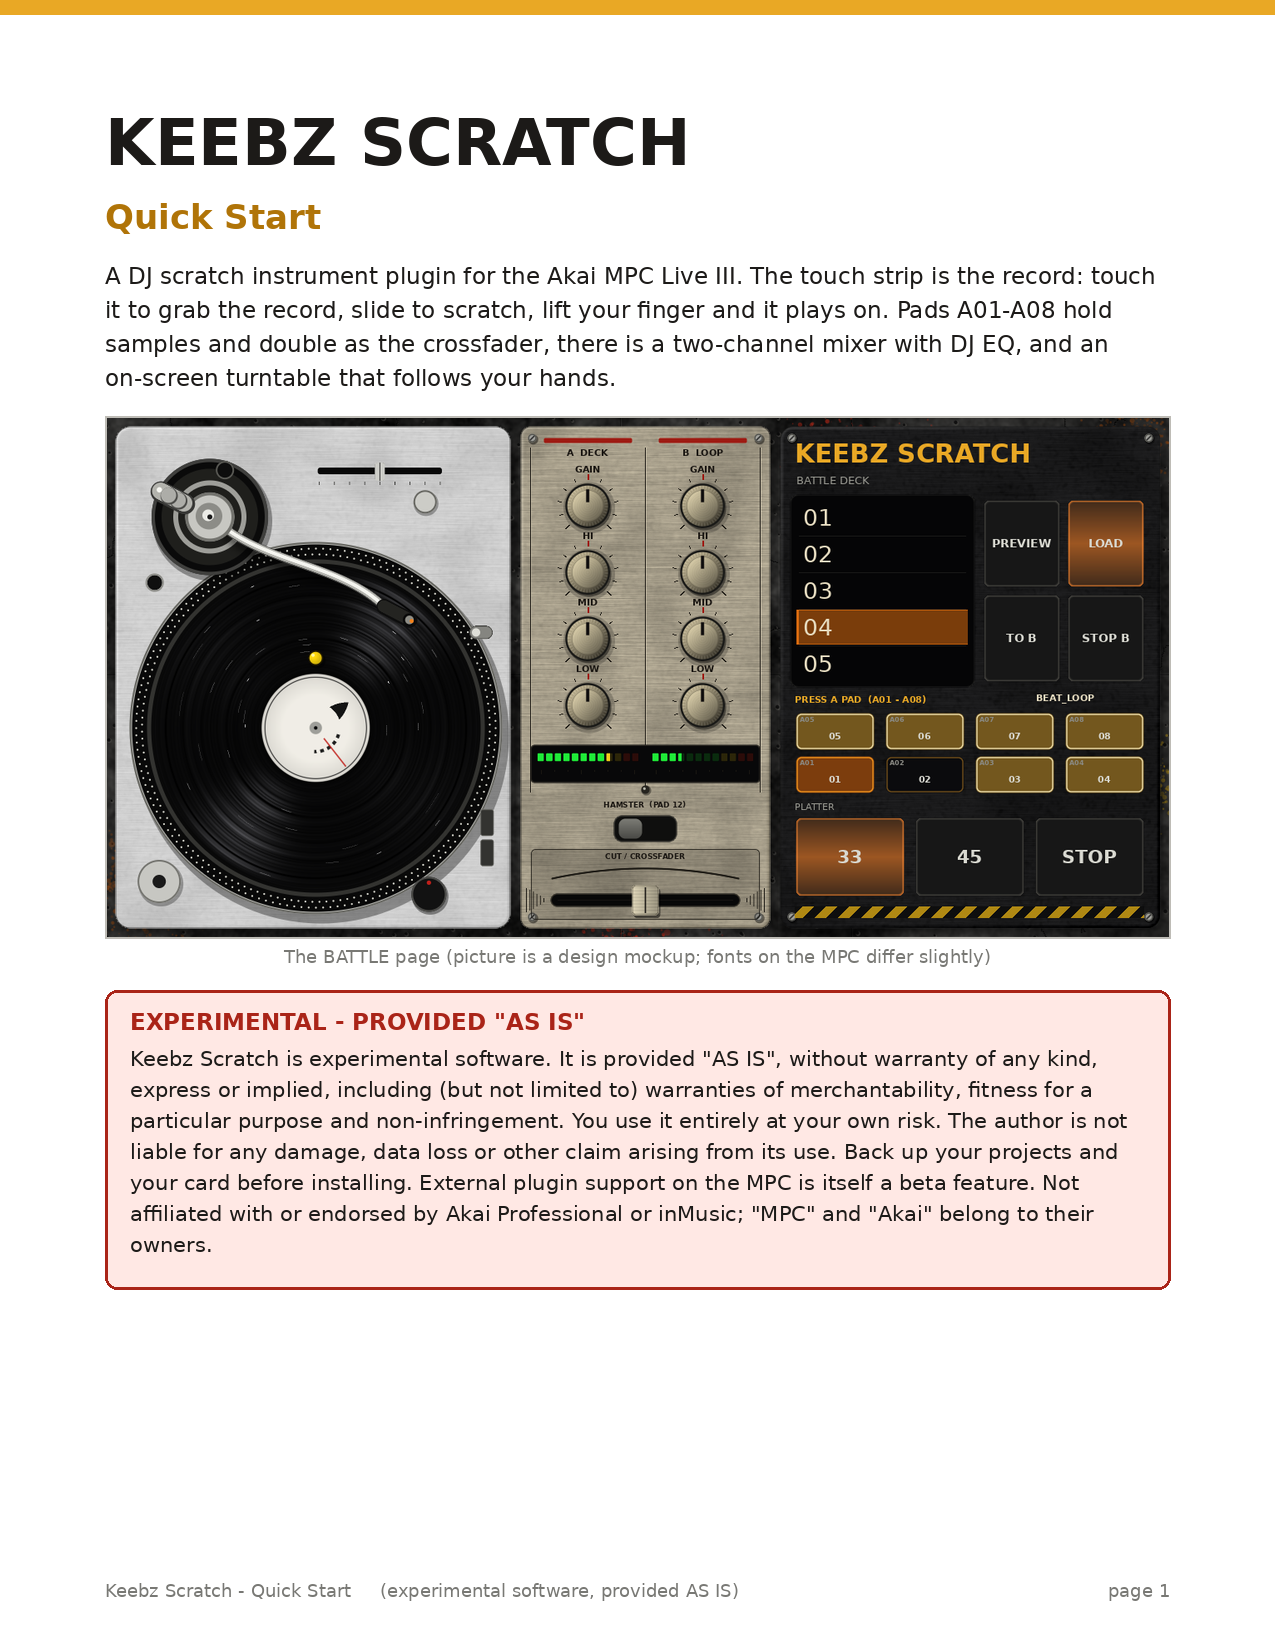 KEEBZ SCRATCH
Quick Start
A DJ scratch instrument plugin for the Akai MPC Live III. The touch strip is the record: touch
it to grab the record, slide to scratch, lift your finger and it plays on. Pads A01-A08 hold
samples and double as the crossfader, there is a two-channel mixer with DJ EQ, and an
on-screen turntable that follows your hands.
A DECK
B LOOP
GAIN
GAIN
HI
HI
MID
MID
LOW
LOW
HAMSTER (PAD 12)
CUT / CROSSFADER
KEEBZ SCRATCH
BATTLE DECK
01
02
03
04
05
PREVIEW
LOAD
TO B
STOP B
PRESS A PAD (A01 - A08)
BEAT_LOOP
A05
05
A06
06
A07
07
A08
08
A01
01
A02
02
A03
03
A04
04
PLATTER
33
45
STOP
The BATTLE page (picture is a design mockup; fonts on the MPC differ slightly)
EXPERIMENTAL - PROVIDED "AS IS"
Keebz Scratch is experimental software. It is provided "AS IS", without warranty of any kind,
express or implied, including (but not limited to) warranties of merchantability, fitness for a
particular purpose and non-infringement. You use it entirely at your own risk. The author is not
liable for any damage, data loss or other claim arising from its use. Back up your projects and
your card before installing. External plugin support on the MPC is itself a beta feature. Not
affiliated with or endorsed by Akai Professional or inMusic; "MPC" and "Akai" belong to their
owners.
Keebz Scratch - Quick Start (experimental software, provided AS IS)
page 1